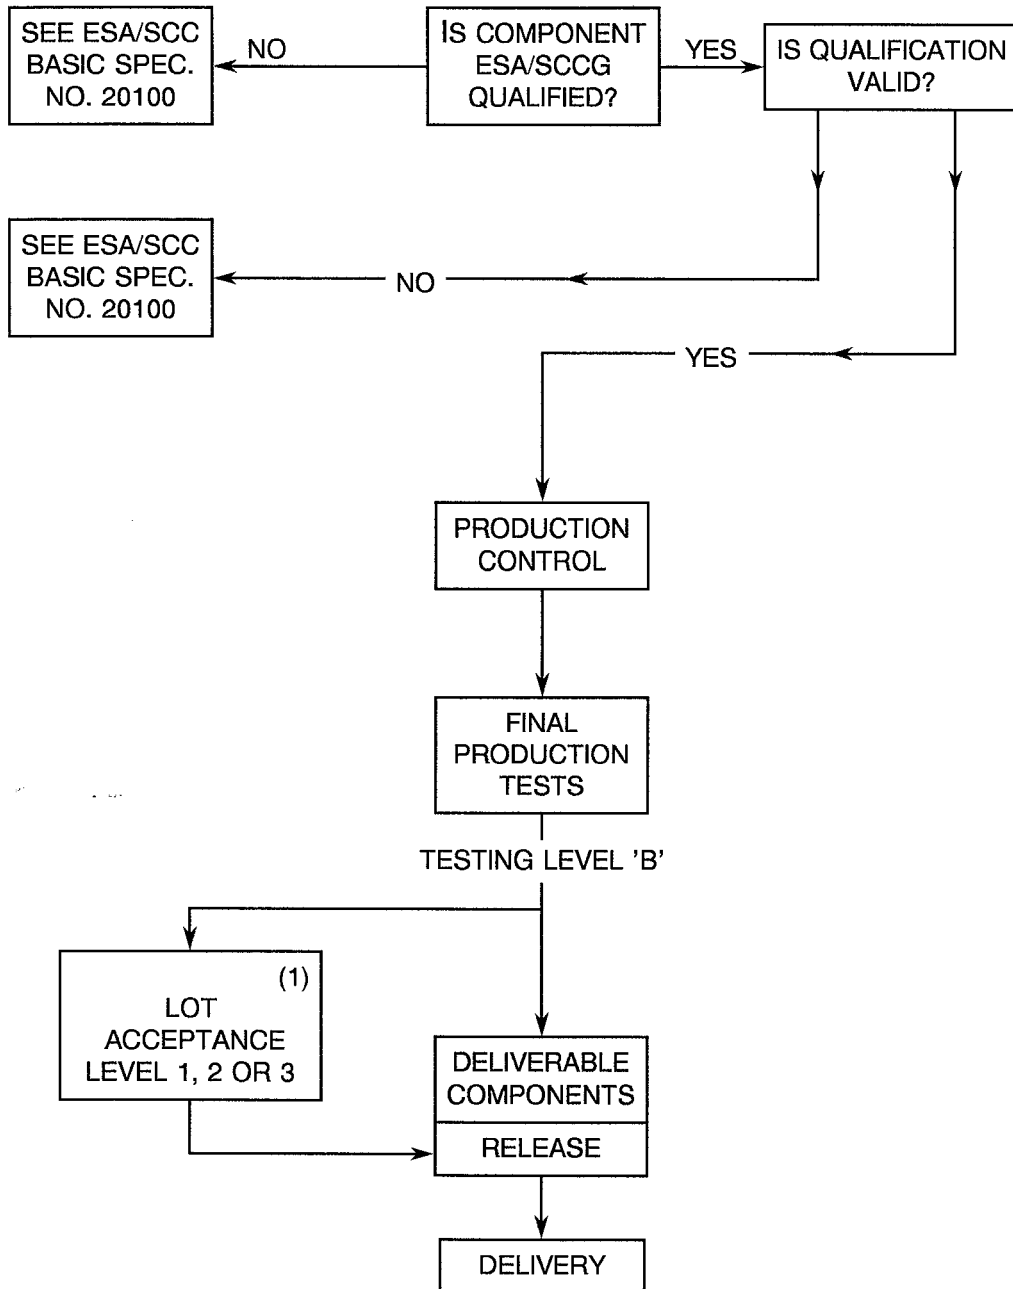 SEE ESA/SCC
BASIC SPEC.
NO. 20100
NO
IS COMPONENT
ESA/SCCG
QUALIFIED?
YES
IS QUALIFICATION
VALID?
SEE ESA/SCC
BASIC SPEC.
NO. 20100
NO
YES
PRODUCTION
CONTROL
FINAL
PRODUCTION
TESTS
TESTING LEVEL 'B'
(1)
LOT
ACCEPTANCE
LEVEL 1, 2 OR 3
DELIVERABLE
COMPONENTS
RELEASE
DELIVERY